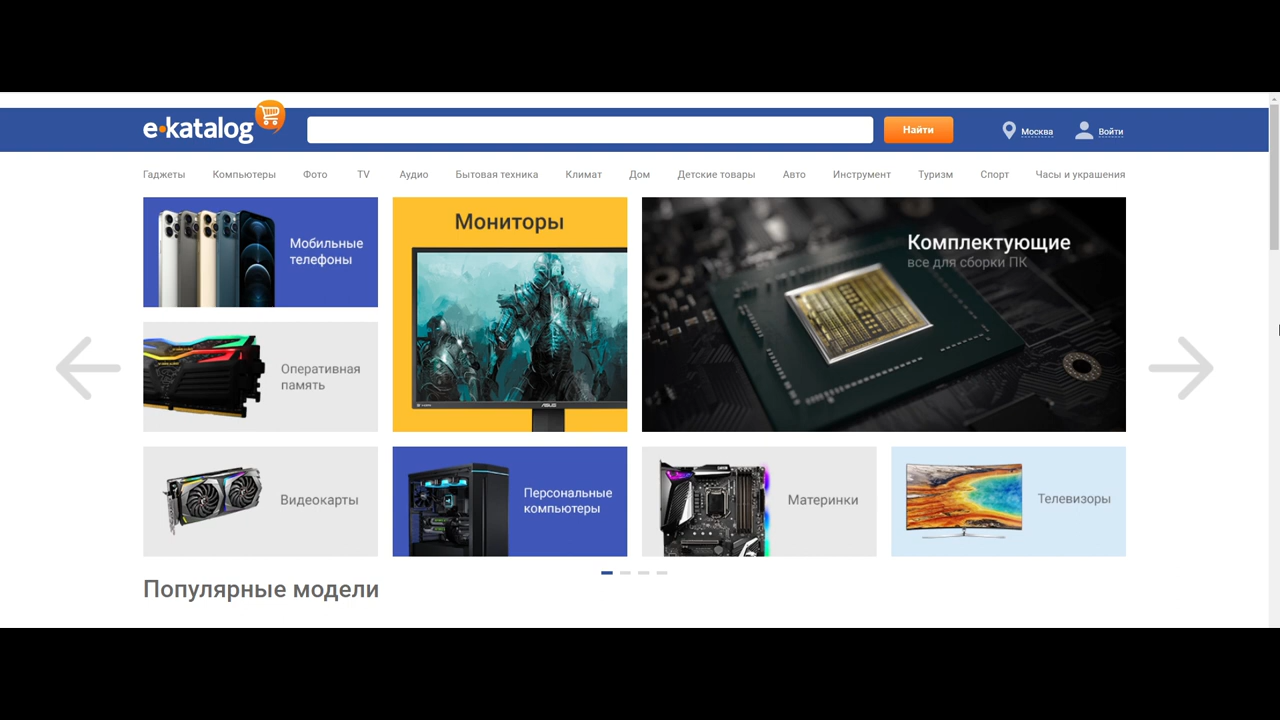 e·katalog
Найти
Москва
Войти
Гаджеты Компьютеры Фото TV Аудио Бытовая техника Климат Дом Детские товары Авто Инструмент Туризм Спорт Часы и украшения
Мобильные
телефоны
Мониторы
Комплектующие
все для сборки ПК
Оперативная
память
ASUS
Видеокарты
Персональные
компьютеры
Материнки
Телевизоры
Популярные модели